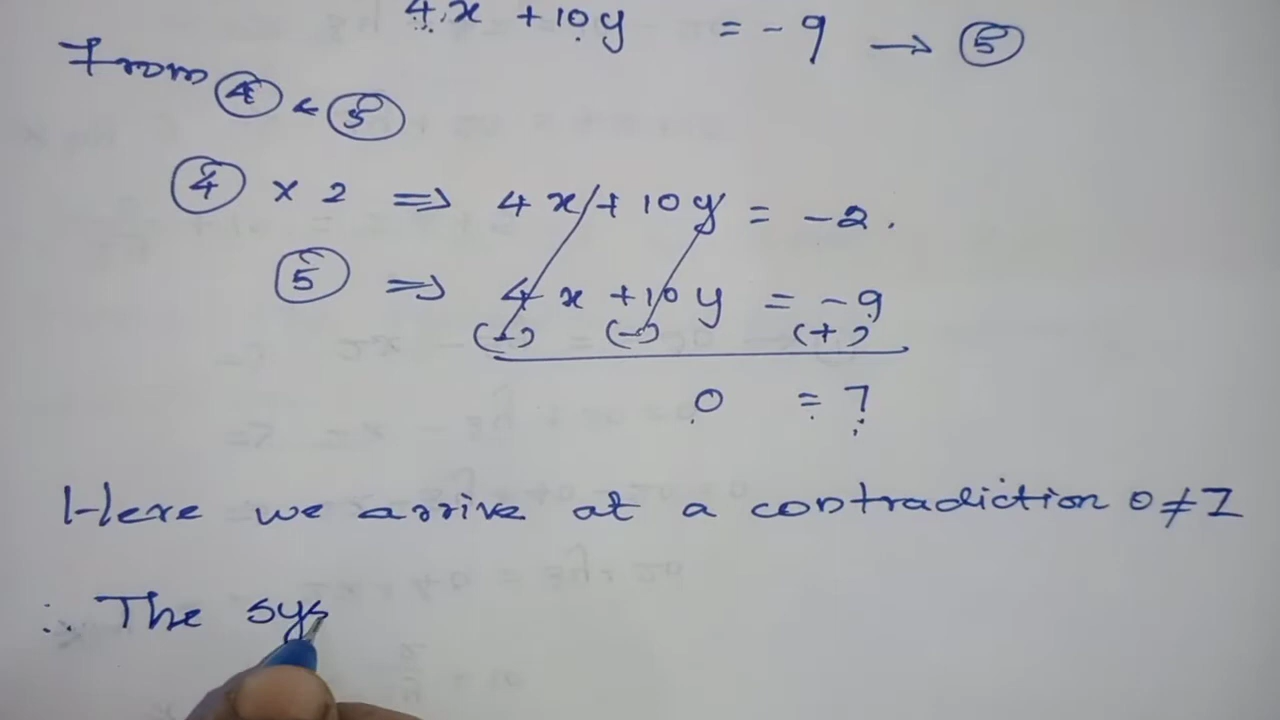 4x + 10y = -9 → ⑤
From ④ & ⑤
④ × 2 ⇒ 4x + 10y = -2.
⑤ ⇒ 4x + 10y = -9
(-) (-) (+)
0 = 7
Here we arrive at a contradiction 0 ≠ 7
∴ The sys